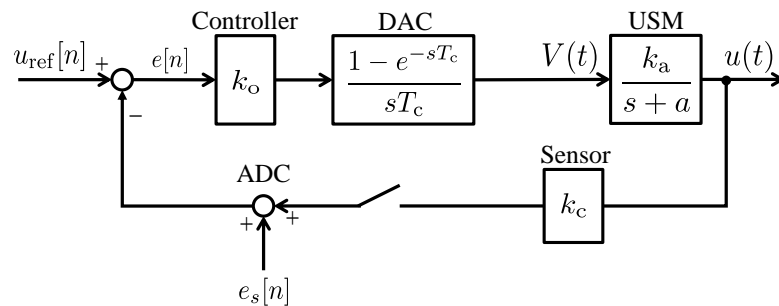 Controller DAC USM
u_ref[n] + e[n] k_o 1 − e^{−sT_c} V(t) k_a u(t)
sT_c s + a
−
Sensor
ADC
k_c
+ +
e_s[n]